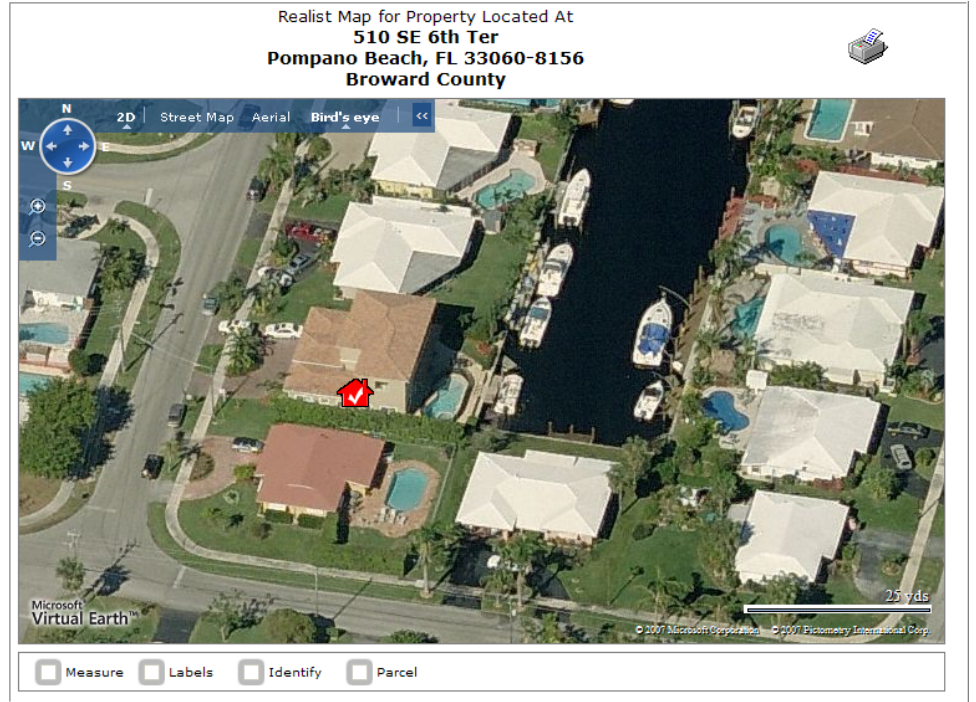 Realist Map for Property Located At
510 SE 6th Ter
Pompano Beach, FL 33060-8156
Broward County
N
2D Street Map Aerial Bird's eye <<
W E
S
25 yds
Microsoft
Virtual Earth™
© 2007 Microsoft Corporation © 2007 Pictometry International Corp.
Measure Labels Identify Parcel